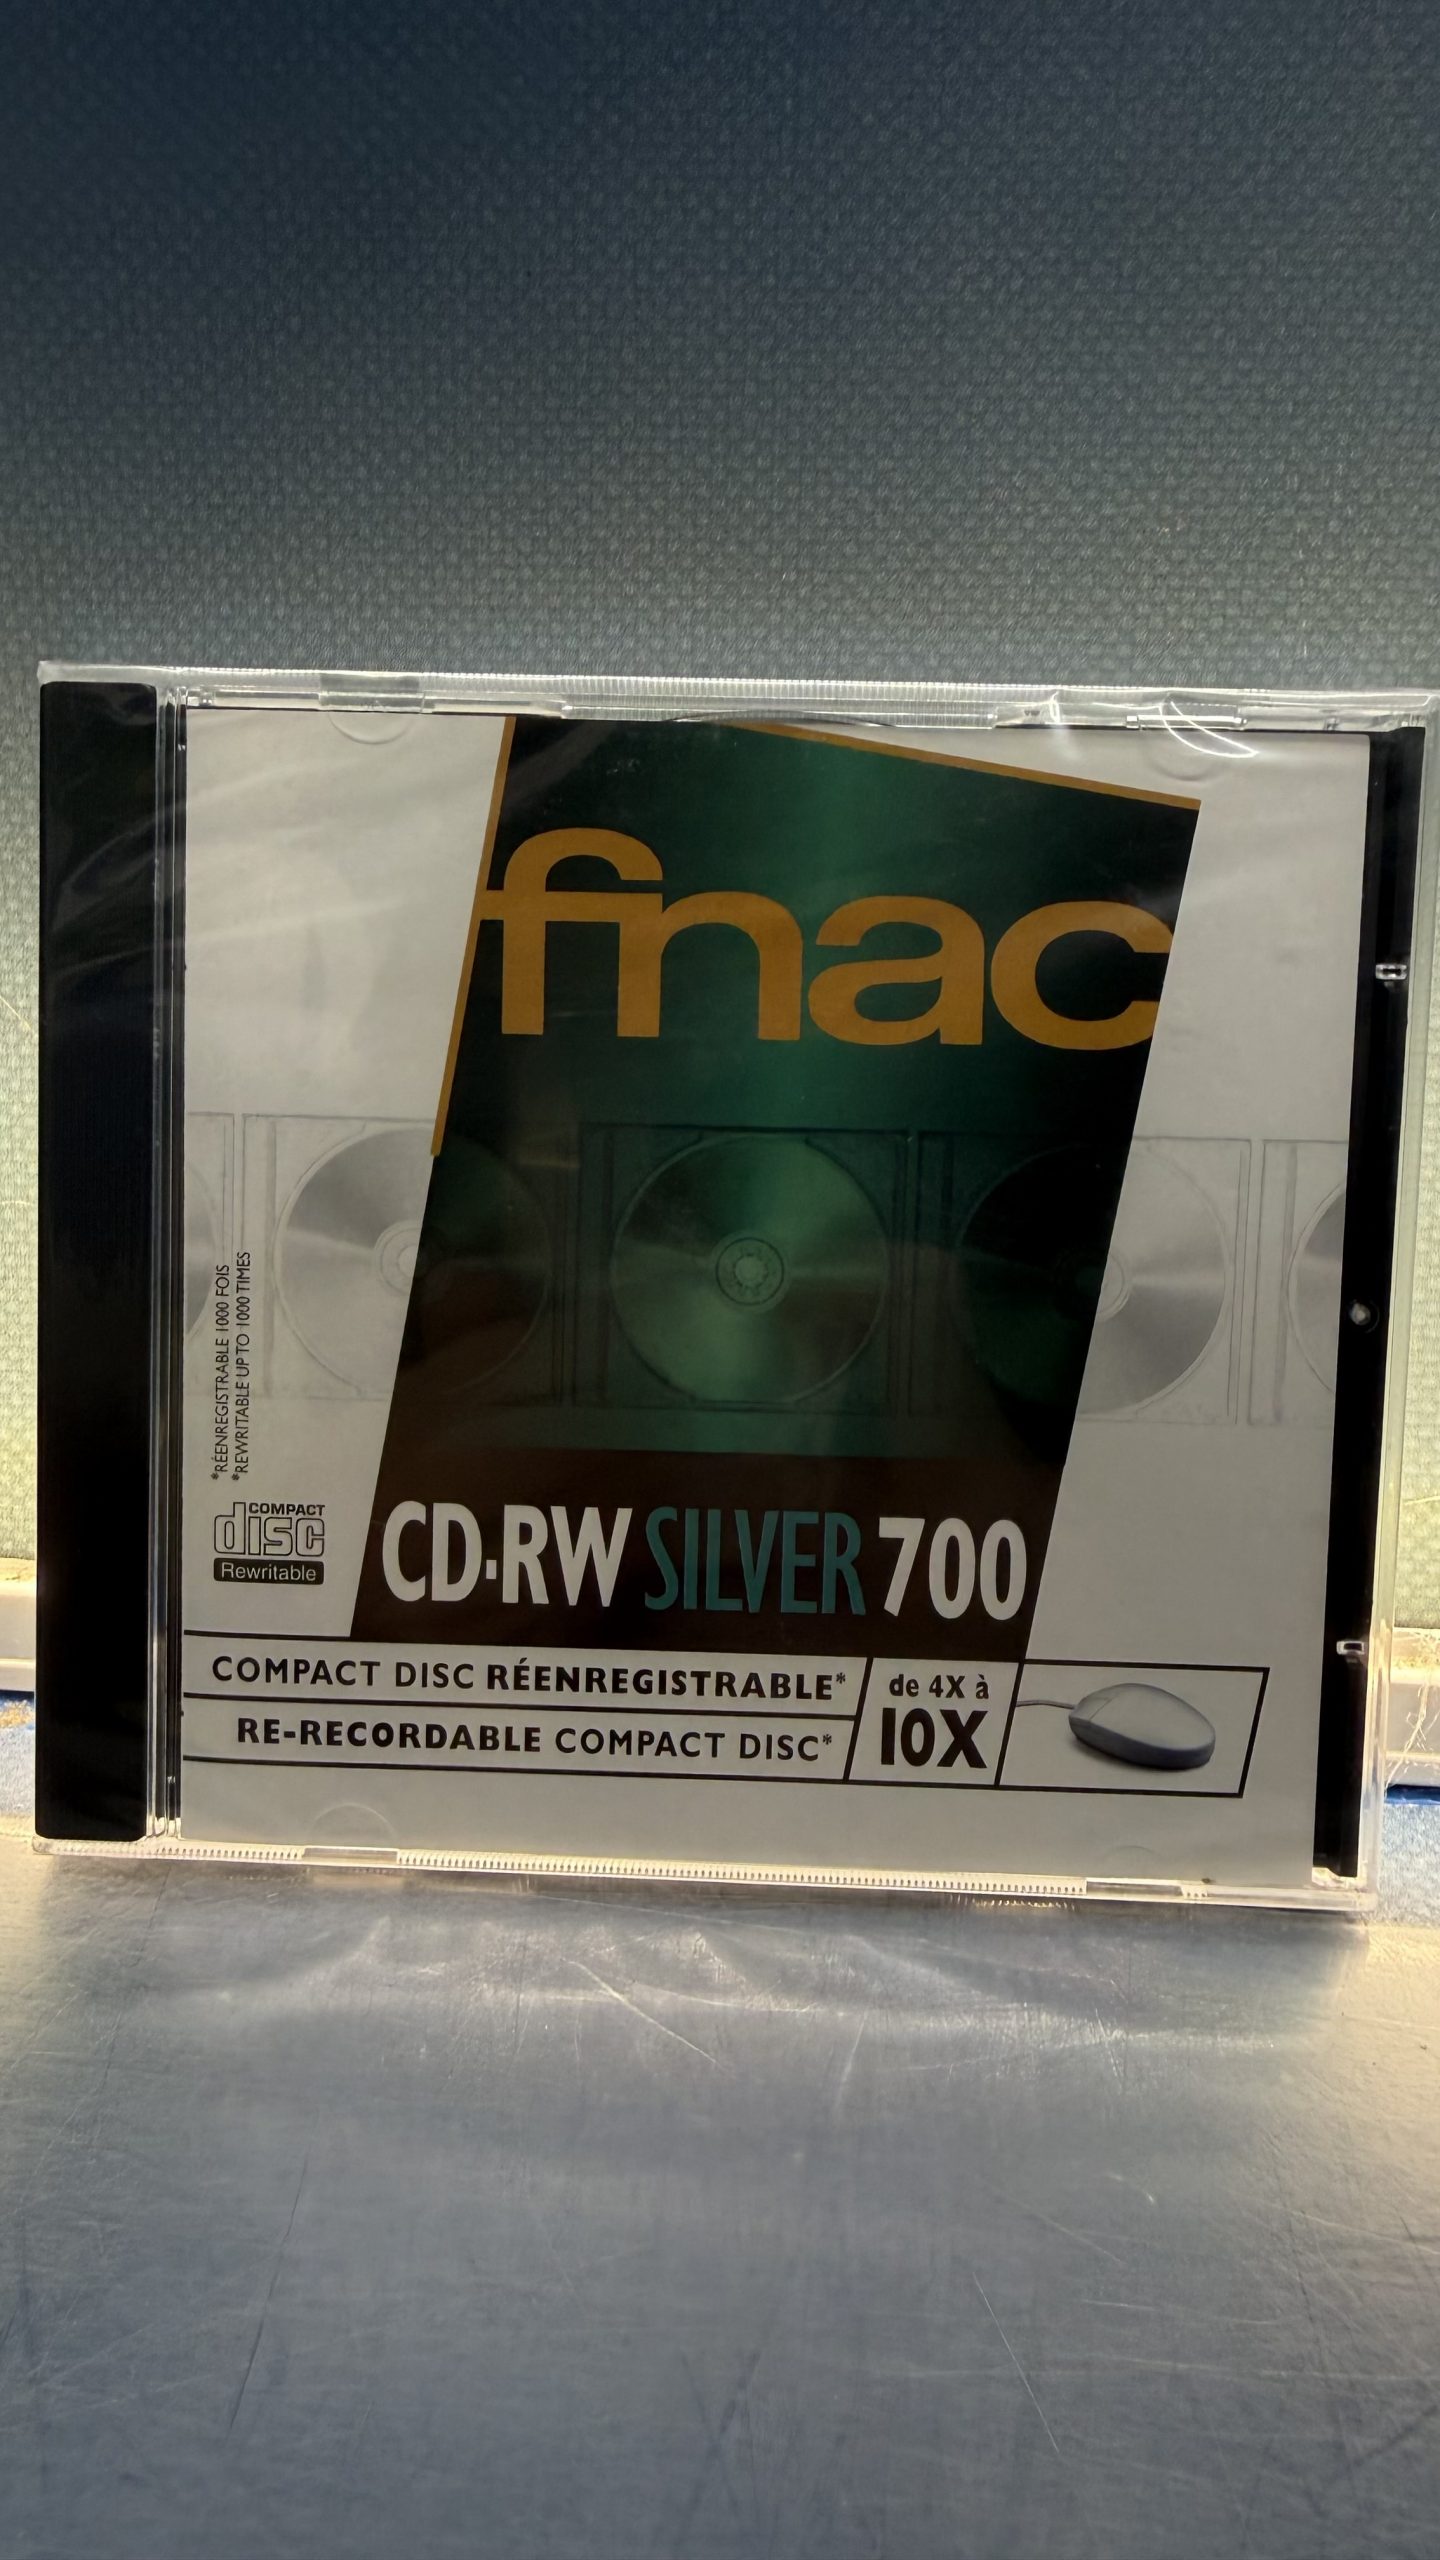 fnac
*RÉENREGISTRABLE 1000 FOIS
*REWRITABLE UP TO 1000 TIMES
COMPACT
disc
Rewritable
CD-RW SILVER 700
COMPACT DISC RÉENREGISTRABLE*
RE-RECORDABLE COMPACT DISC*
de 4X à
10X